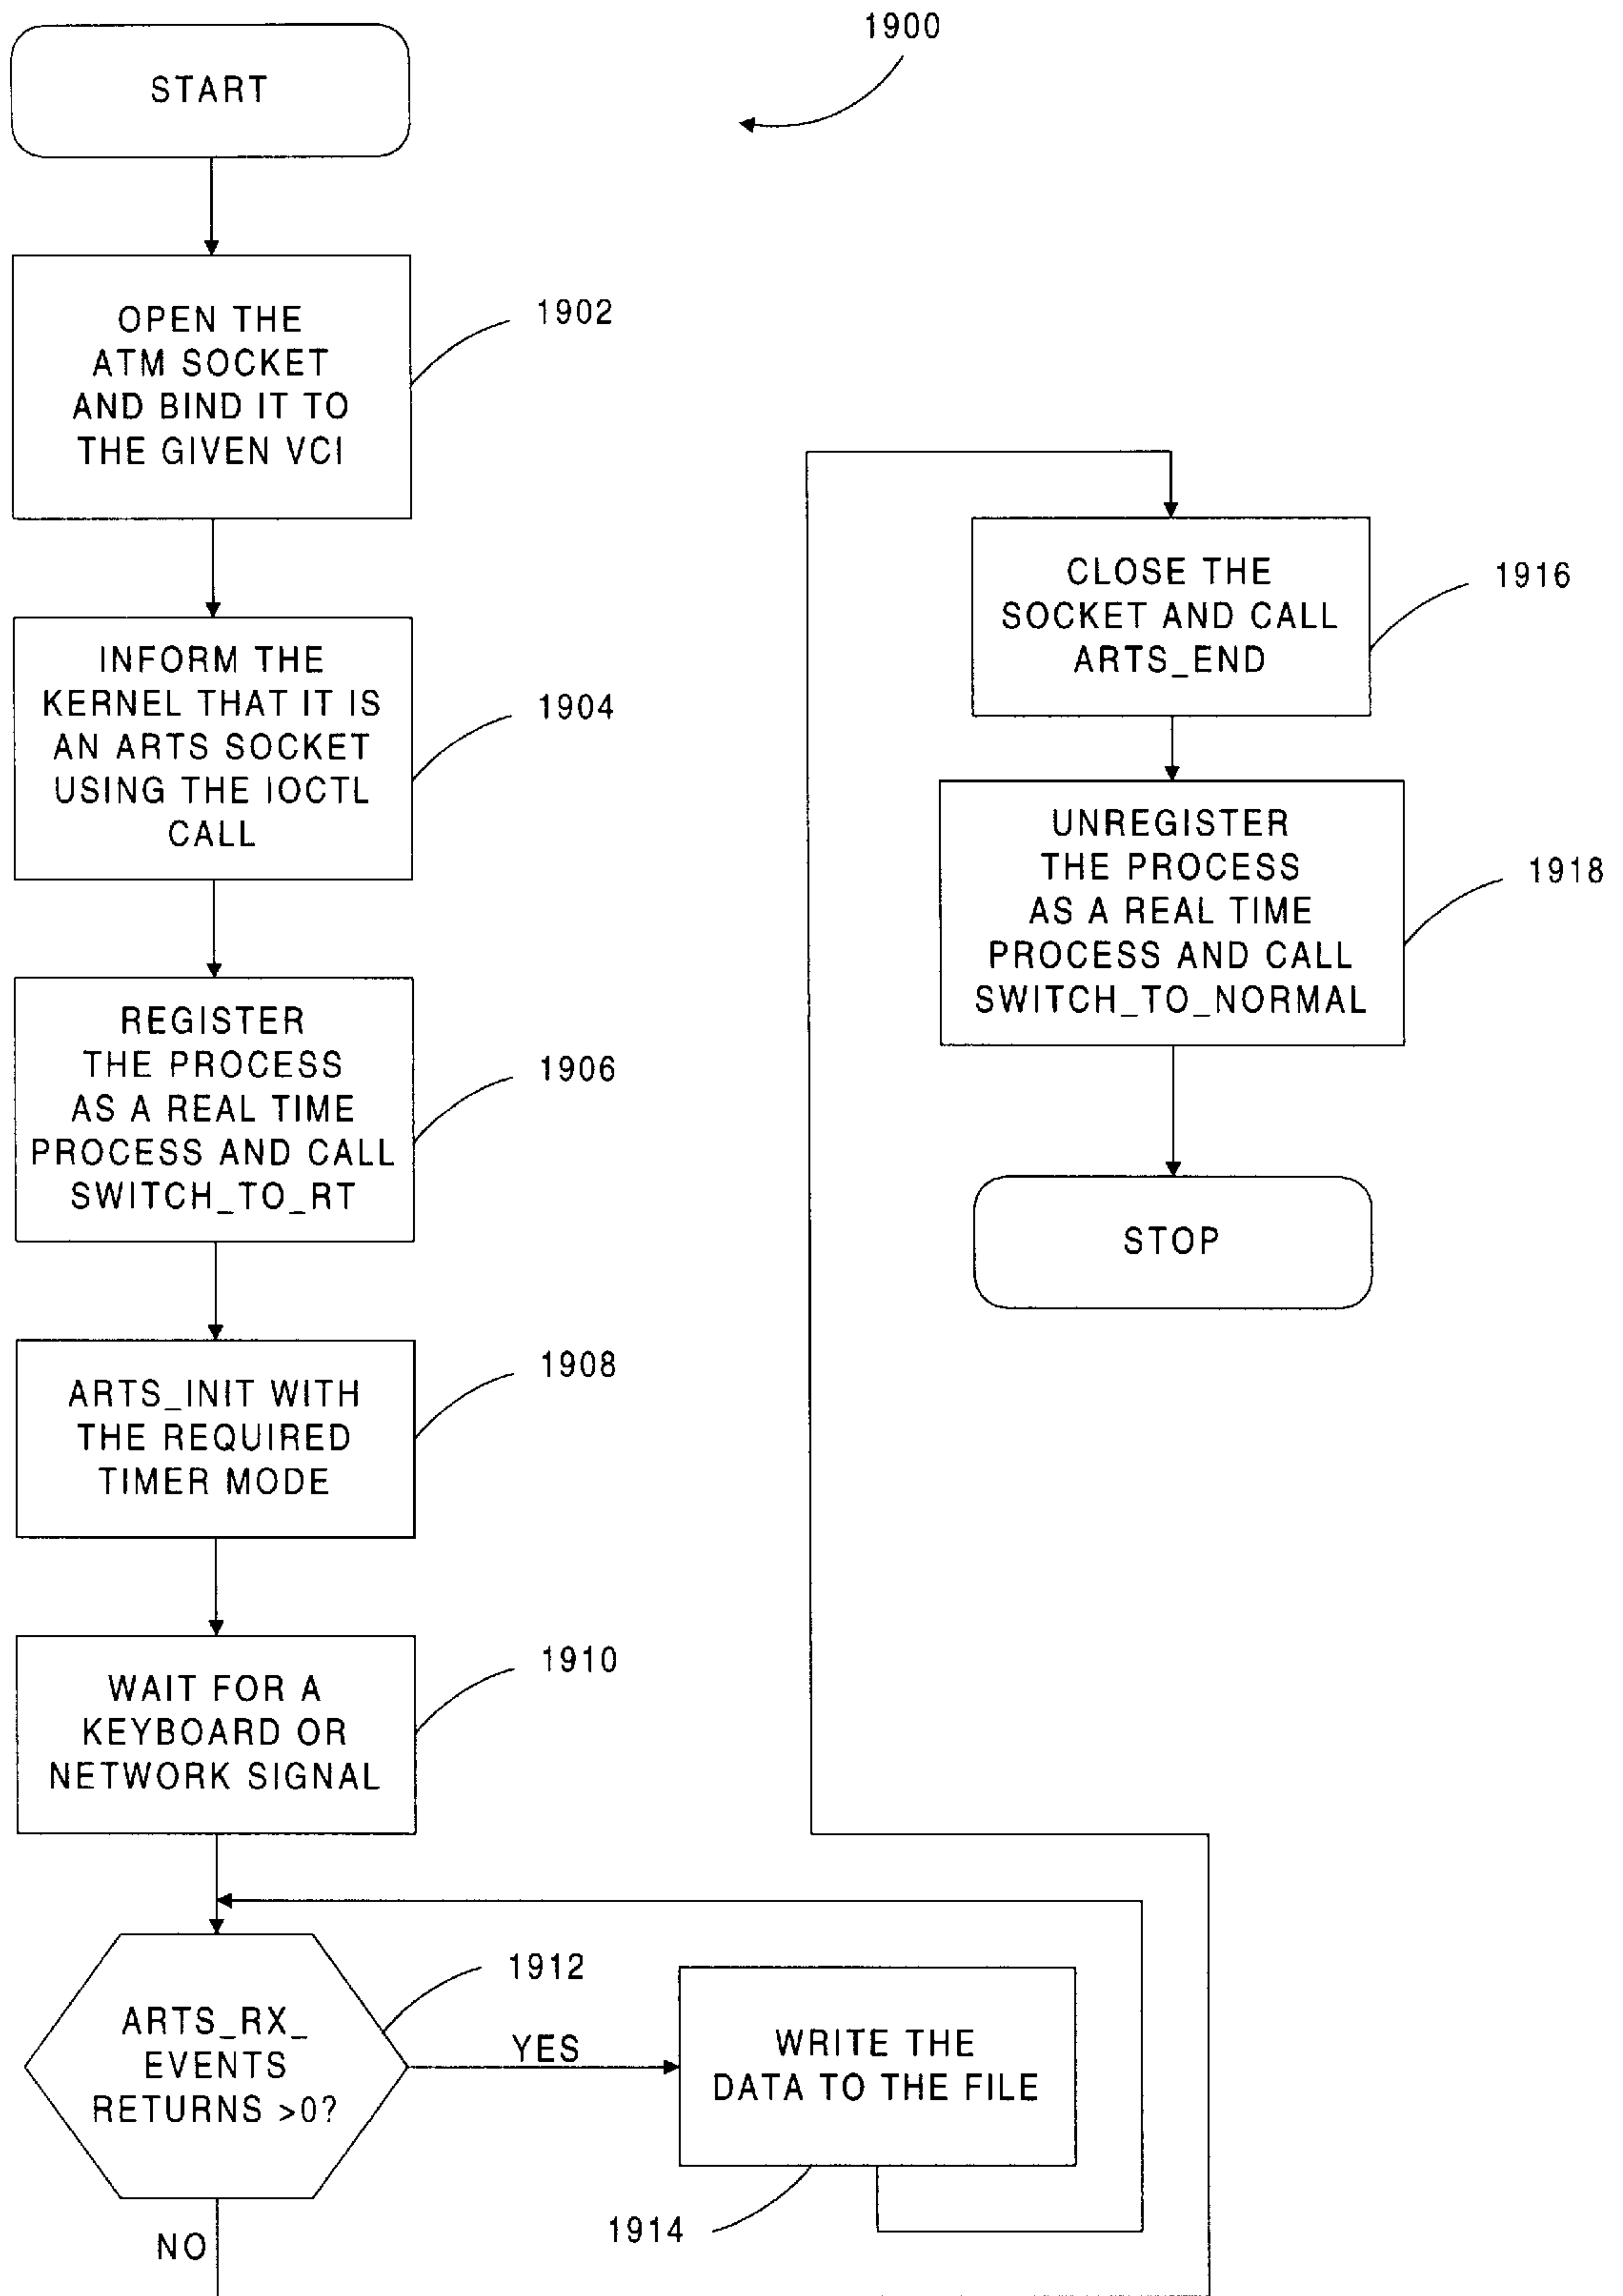 1900
START
OPEN THE
ATM SOCKET
AND BIND IT TO
THE GIVEN VCI
1902
INFORM THE
KERNEL THAT IT IS
AN ARTS SOCKET
USING THE IOCTL
CALL
1904
REGISTER
THE PROCESS
AS A REAL TIME
PROCESS AND CALL
SWITCH_TO_RT
1906
ARTS_INIT WITH
THE REQUIRED
TIMER MODE
1908
WAIT FOR A
KEYBOARD OR
NETWORK SIGNAL
1910
ARTS_RX_
EVENTS
RETURNS >0?
1912
YES
NO
WRITE THE
DATA TO THE FILE
1914
CLOSE THE
SOCKET AND CALL
ARTS_END
1916
UNREGISTER
THE PROCESS
AS A REAL TIME
PROCESS AND CALL
SWITCH_TO_NORMAL
1918
STOP